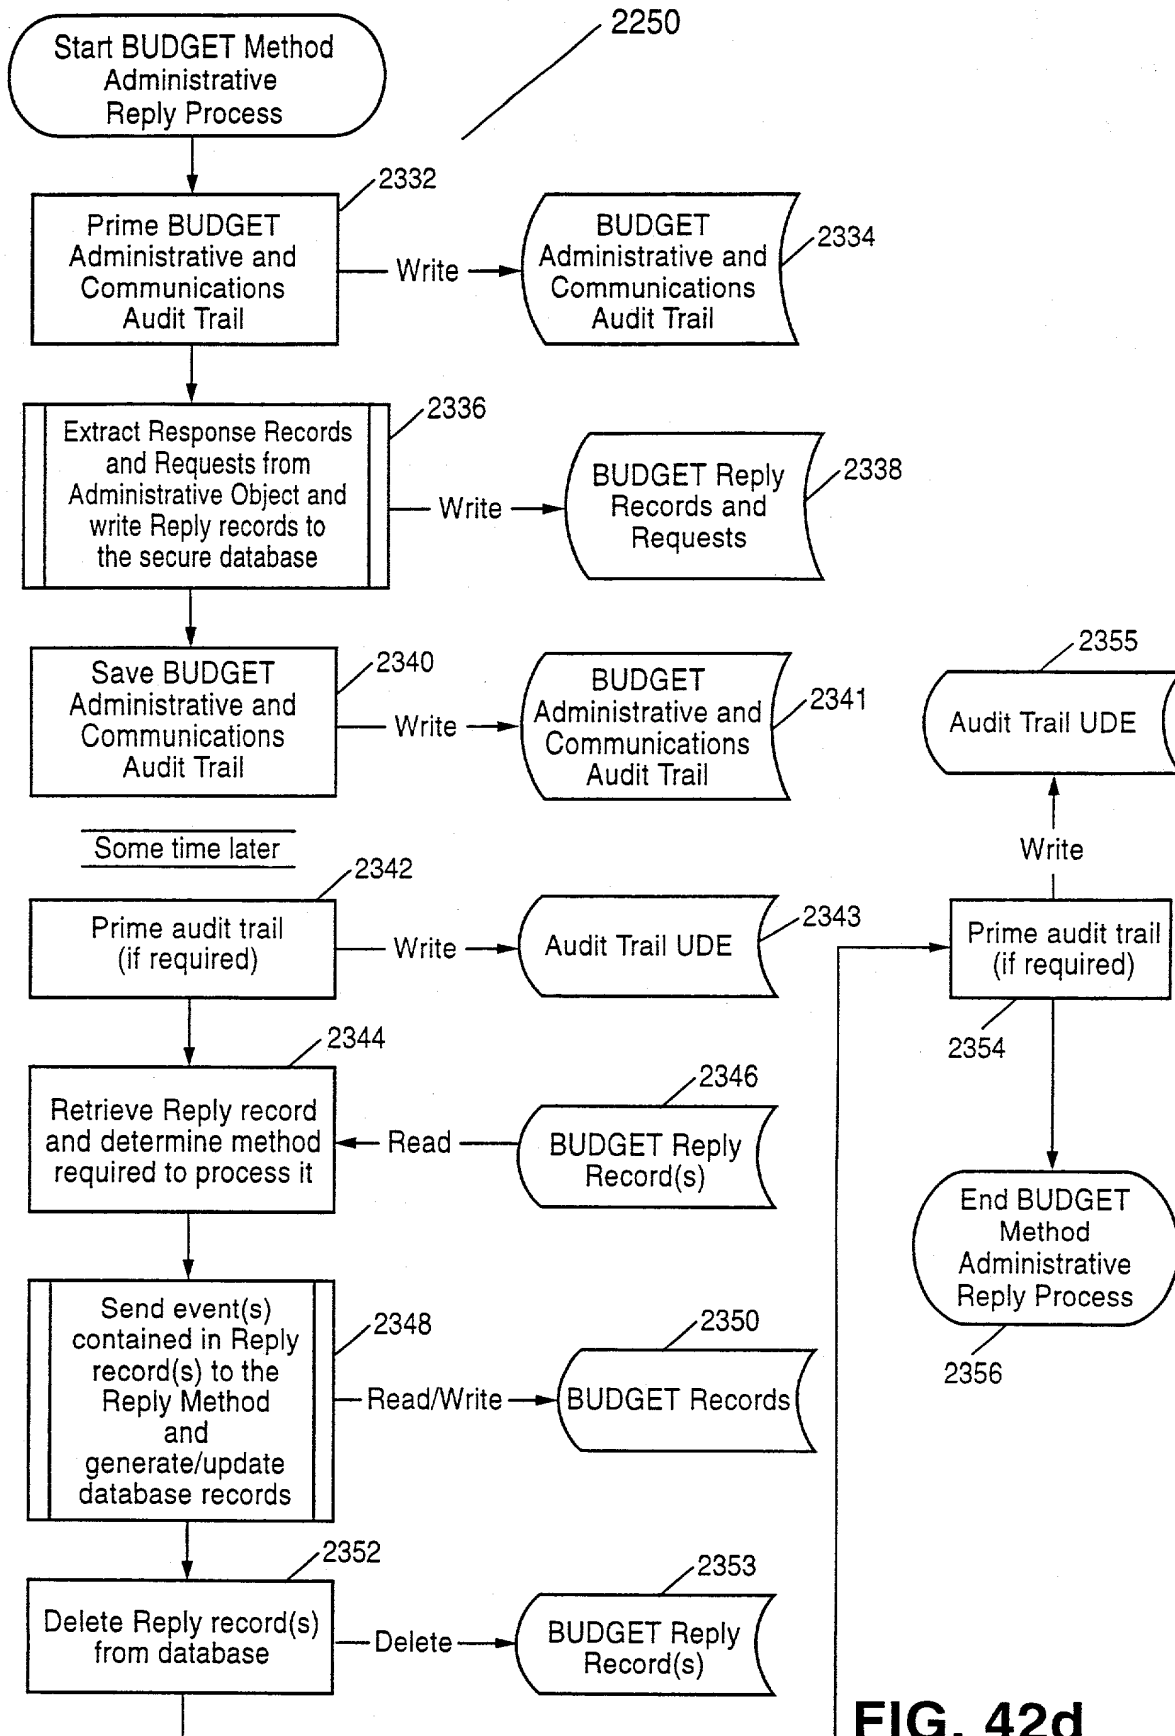 Start BUDGET Method
Administrative
Reply Process
2250
2332
Prime BUDGET
Administrative and
Communications
Audit Trail
Write
BUDGET
Administrative and
Communications
Audit Trail
2334
2336
Extract Response Records
and Requests from
Administrative Object and
write Reply records to
the secure database
Write
BUDGET Reply
Records and
Requests
2338
2340
Save BUDGET
Administrative and
Communications
Audit Trail
Write
BUDGET
Administrative and
Communications
Audit Trail
2341
Some time later
2342
Prime audit trail
(if required)
Write
Audit Trail UDE
2343
2344
Retrieve Reply record
and determine method
required to process it
Read
2346
BUDGET Reply
Record(s)
Send event(s)
contained in Reply
record(s) to the
Reply Method
and
generate/update
database records
2348
Read/Write
2350
BUDGET Records
2352
Delete Reply record(s)
from database
Delete
2353
BUDGET Reply
Record(s)
2355
Audit Trail UDE
Write
Prime audit trail
(if required)
2354
End BUDGET
Method
Administrative
Reply Process
2356
FIG. 42d